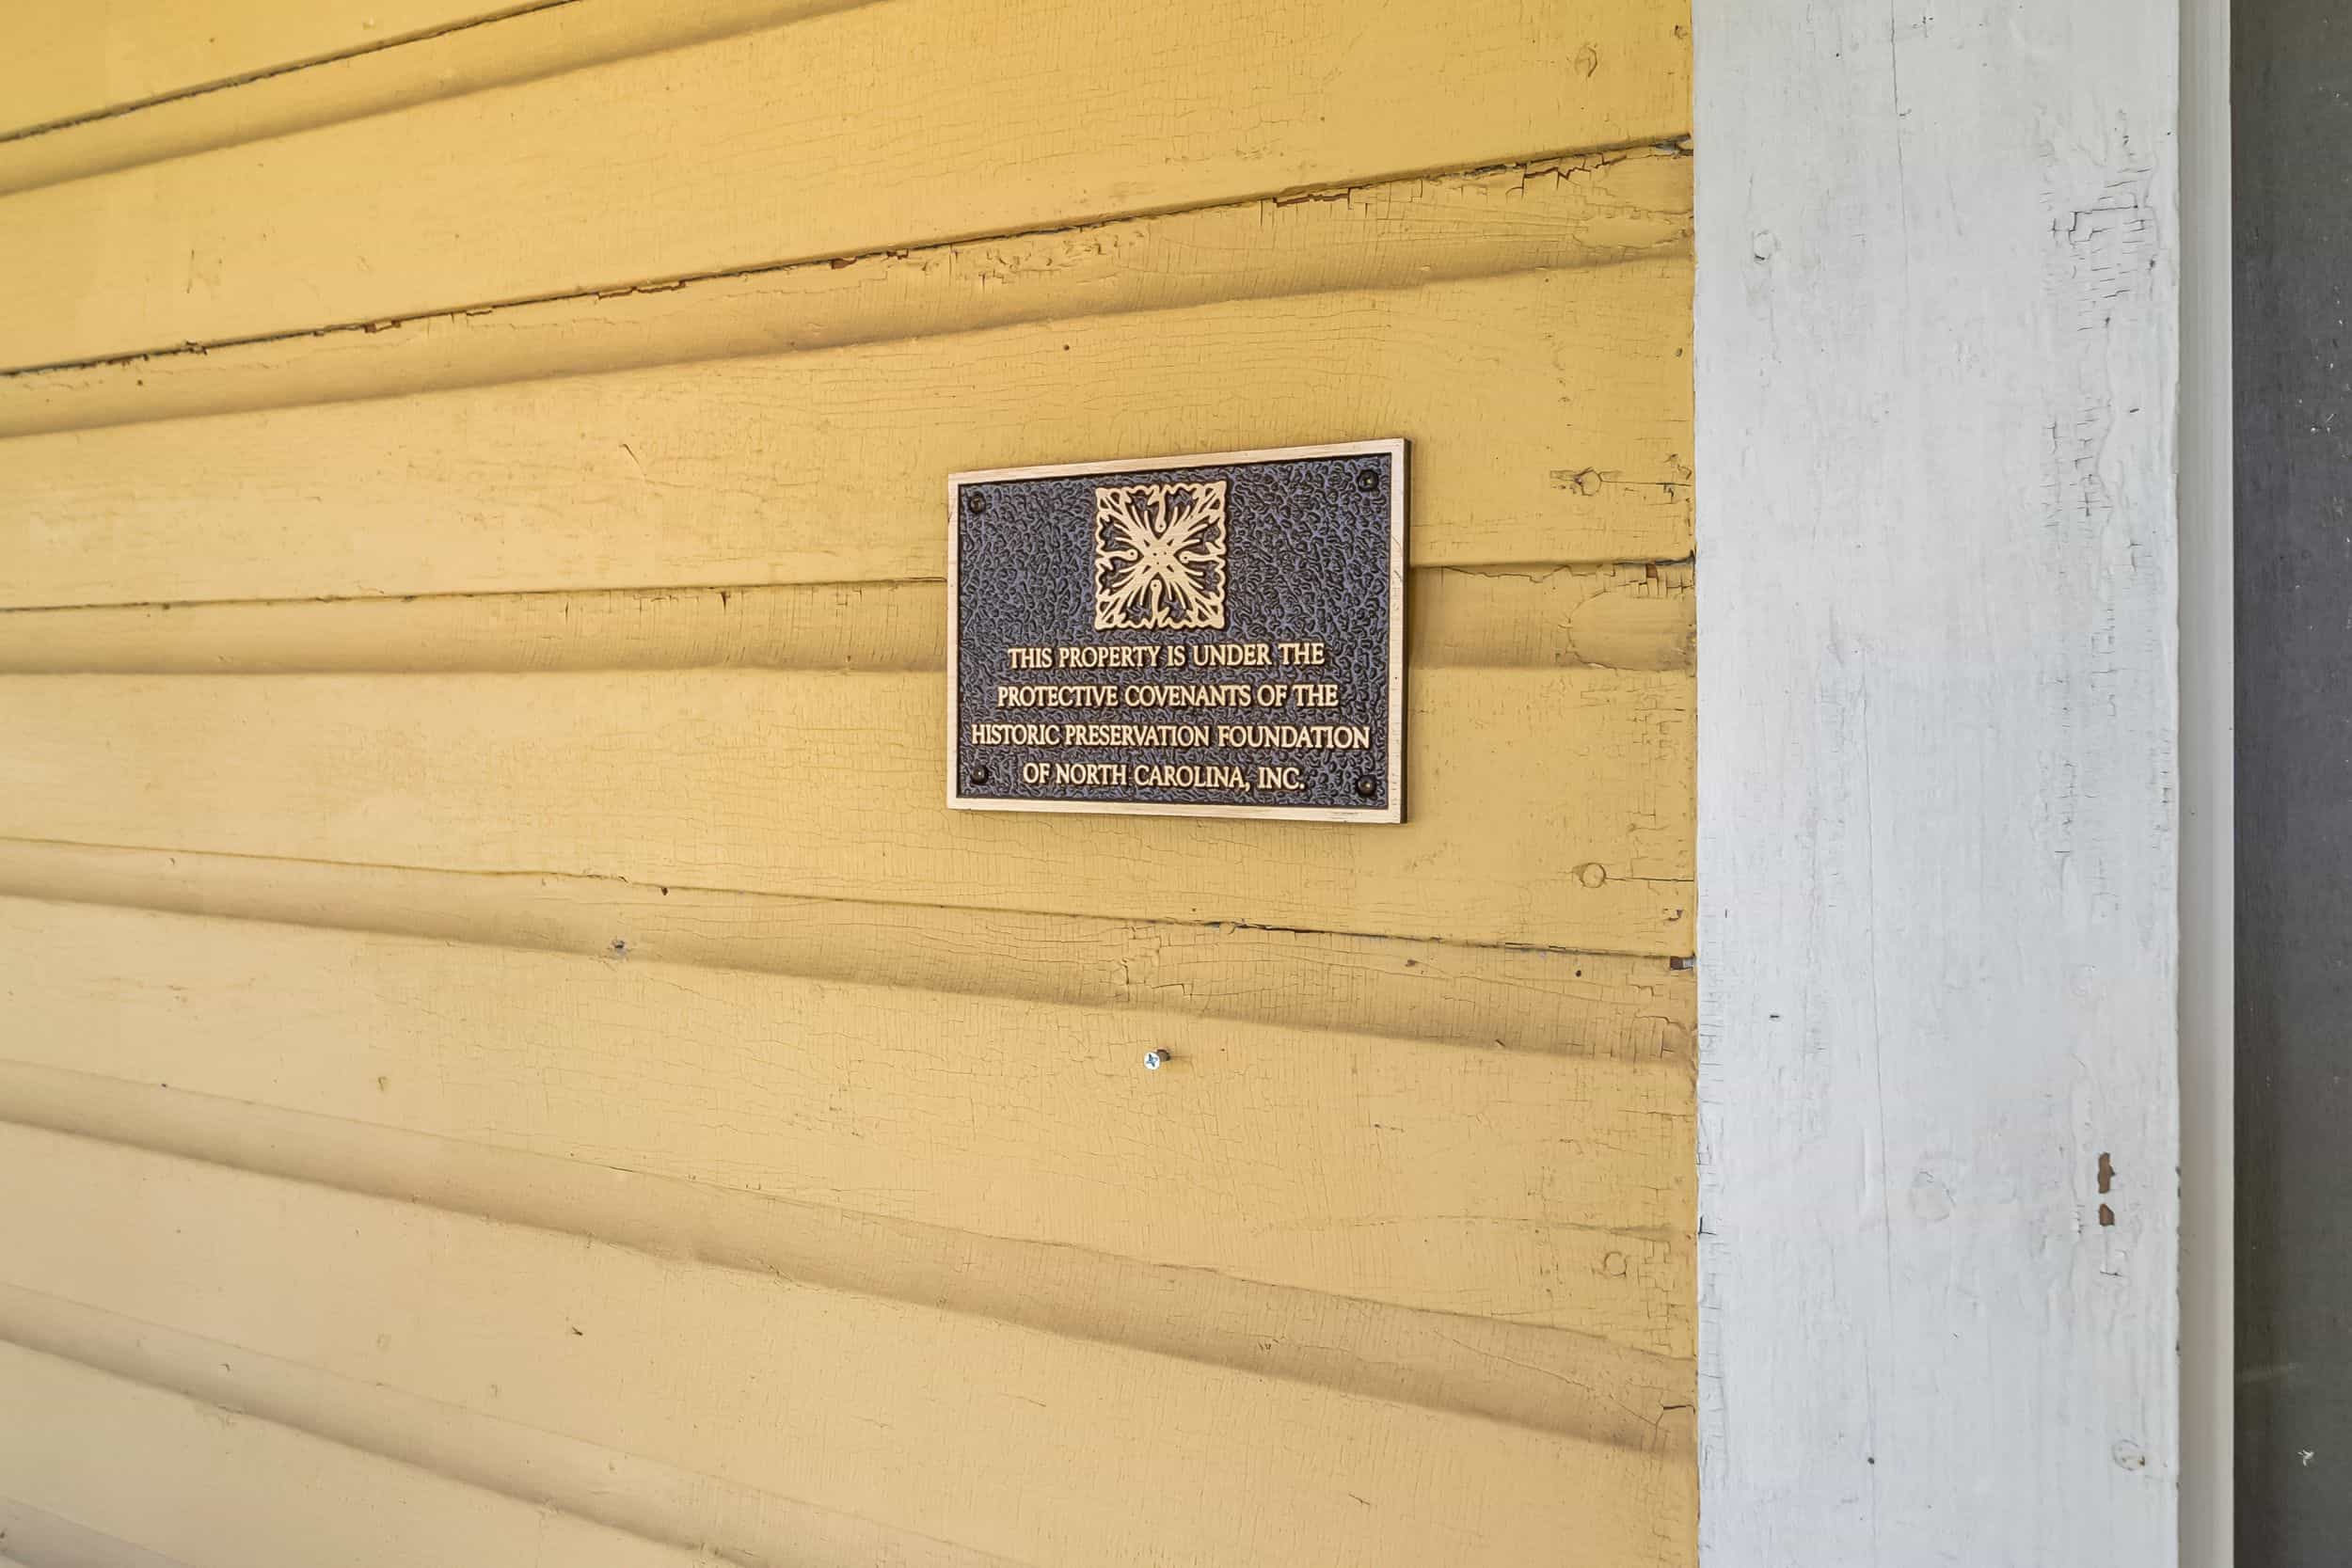 THIS PROPERTY IS UNDER THE
PROTECTIVE COVENANTS OF THE
HISTORIC PRESERVATION FOUNDATION
OF NORTH CAROLINA, INC.